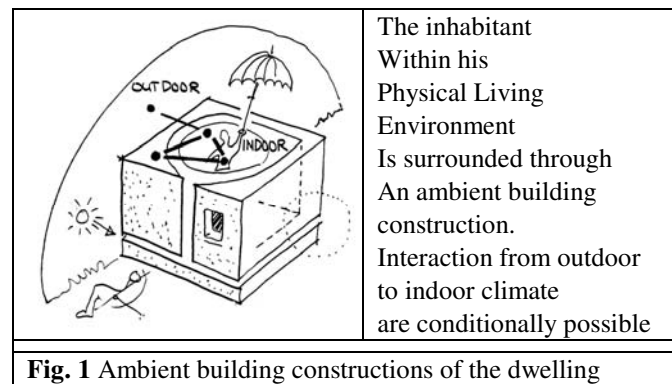 OUTDOOR
INDOOR
The inhabitant
Within his
Physical Living
Environment
Is surrounded through
An ambient building
construction.
Interaction from outdoor
to indoor climate
are conditionally possible
Fig. 1 Ambient building constructions of the dwelling